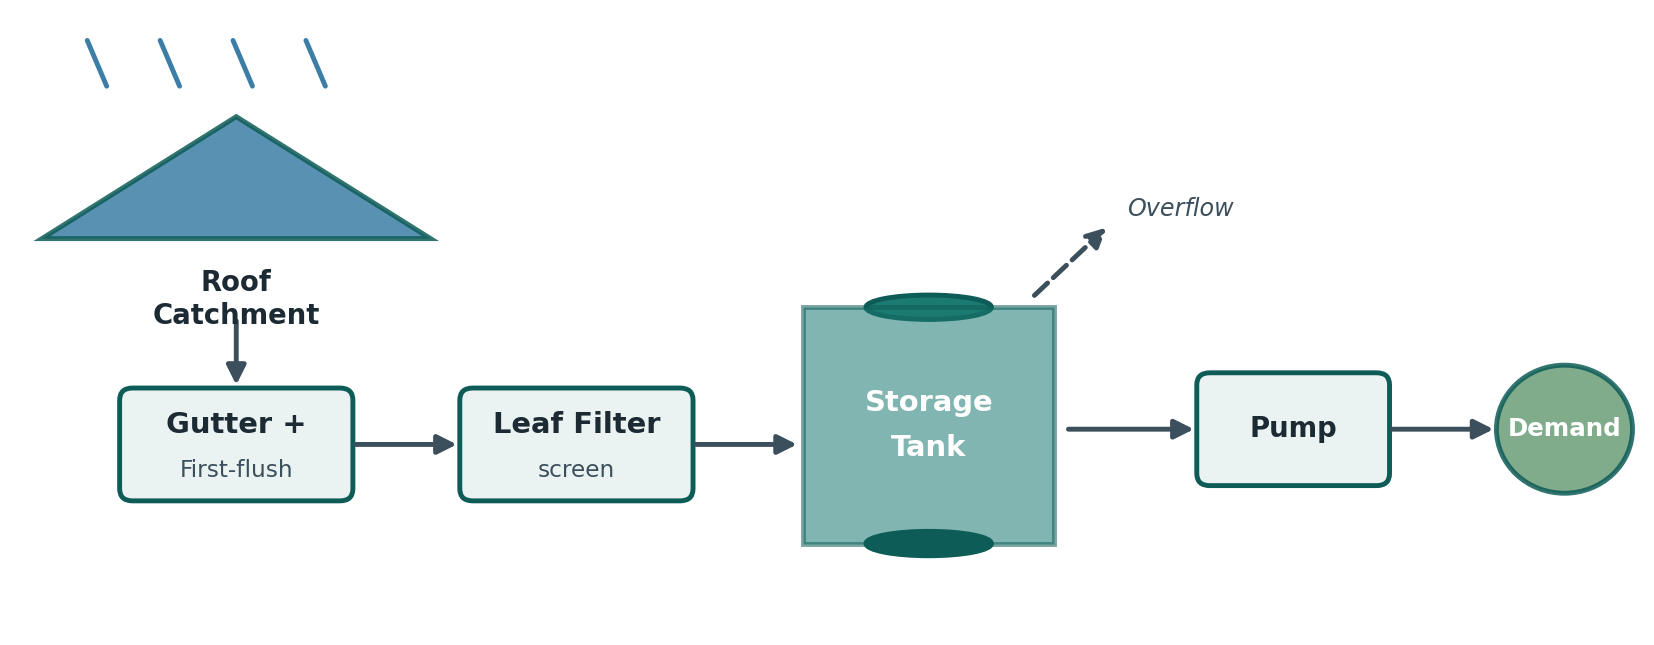 Roof
Catchment
Gutter +
First-flush
Leaf Filter
screen
Storage
Tank
Overflow
Pump
Demand